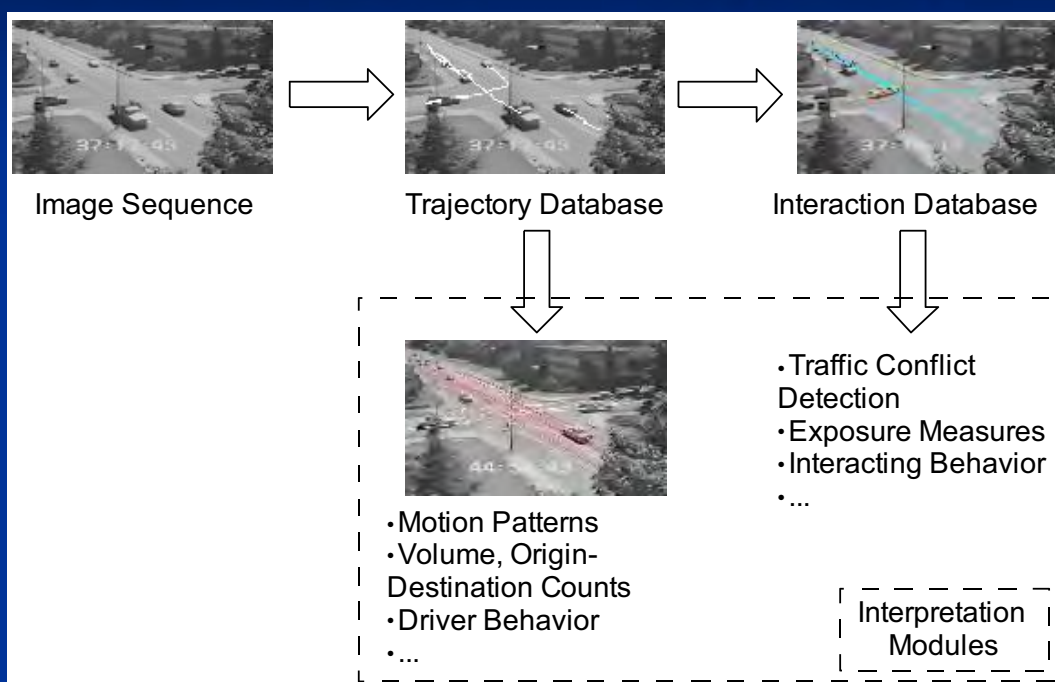 Image Sequence
Trajectory Database
Interaction Database
•Motion Patterns
•Volume, Origin-
Destination Counts
•Driver Behavior
•...
•Traffic Conflict
Detection
•Exposure Measures
•Interacting Behavior
•...
Interpretation
Modules